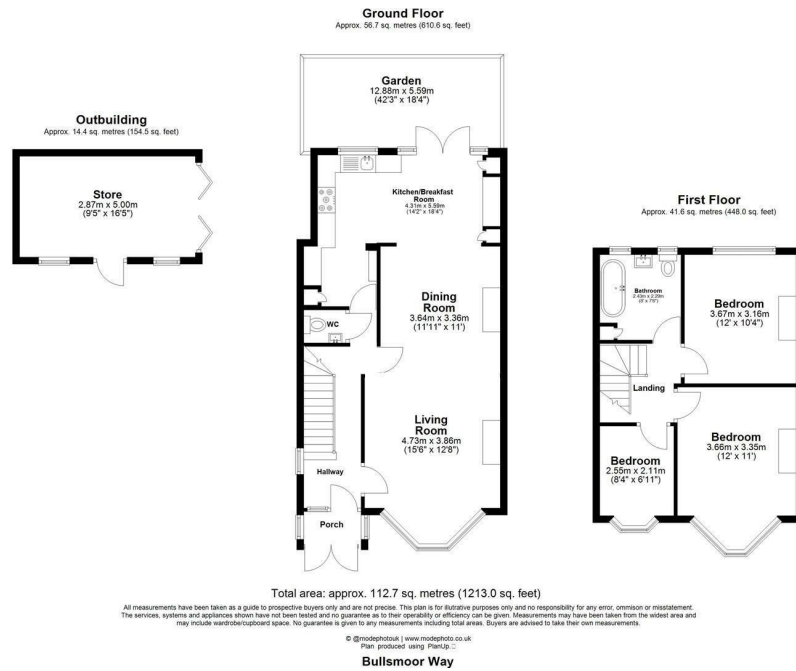 Ground Floor
Approx. 56.7 sq. metres (610.6 sq. feet)
Garden
12.88m x 5.59m
(42'3" x 18'4")
Outbuilding
Approx. 14.4 sq. metres (154.5 sq. feet)
Store
2.87m x 5.00m
(9'5" x 16'5")
Kitchen/Breakfast
Room
4.31m x 5.59m
(14'2" x 18'4")
Dining
Room
3.64m x 3.36m
(11'11" x 11')
WC
Living
Room
4.73m x 3.86m
(15'6" x 12'8")
Hallway
Porch
First Floor
Approx. 41.6 sq. metres (448.0 sq. feet)
Bathroom
2.43m x 2.29m
(8' x 7'6")
Bedroom
3.67m x 3.16m
(12' x 10'4")
Landing
Bedroom
3.66m x 3.35m
(12' x 11')
Bedroom
2.55m x 2.11m
(8'4" x 6'11")
Total area: approx. 112.7 sq. metres (1213.0 sq. feet)
All measurements have been taken as a guide to prospective buyers only and are not precise. This plan is for illutrative purposes only and no responsibility for any error, ommison or misstatement.
The services, systems and appliances shown have not been tested and no guarantee as to their operability or efficiency can be given. Measurements may have been taken from the widest area and
may include wardrobe/cupboard space. No guarantee is given to any measurements including total areas. Buyers are advised to take their own measurements.
© @modephotouk | www.modephoto.co.uk
Plan produced using PlanUp.
Bullsmoor Way